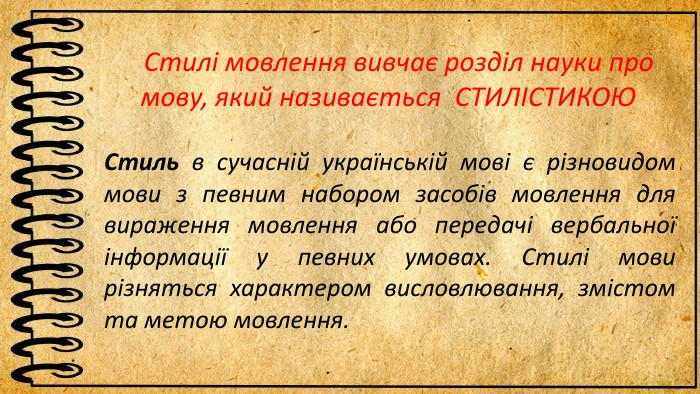 Стилі мовлення вивчає розділ науки про
мову, який називається СТИЛІСТИКОЮ
Стиль в сучасній українській мові є різновидом
мови з певним набором засобів мовлення для
вираження мовлення або передачі вербальної
інформації у певних умовах. Стилі мови
різняться характером висловлювання, змістом
та метою мовлення.